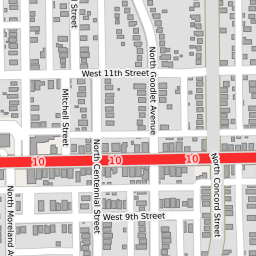 Street
West 11th Street
North Goodlet Avenue
Mitchell Street
10
10
10
North Centennial Street
North Concord Street
North Moreland A
West 9th Street